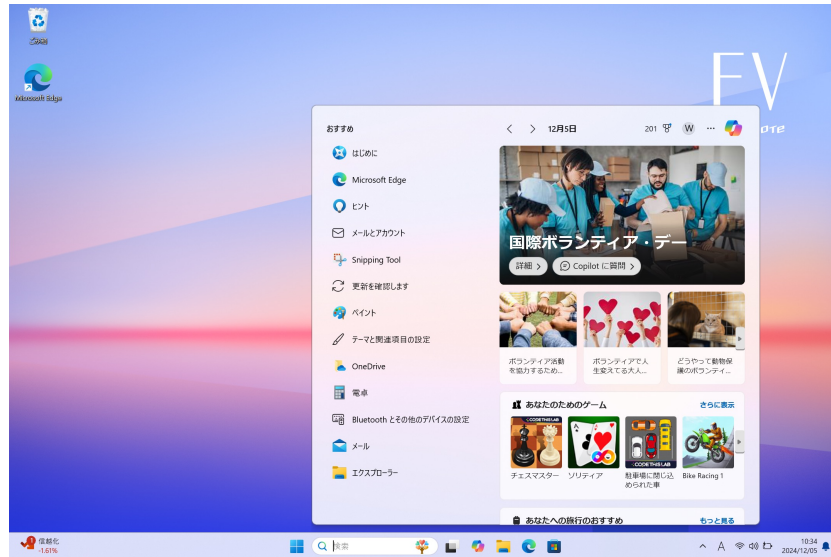 ごみ箱
Microsoft Edge
FV
おすすめ
はじめに
Microsoft Edge
ヒント
メールとアカウント
Snipping Tool
更新を確認します
ペイント
テーマと関連項目の設定
OneDrive
電卓
Bluetooth とその他のデバイスの設定
メール
エクスプローラー
12月5日
201
W
国際ボランティア・デー
詳細
Copilot に質問
ボランティア活動
を協力するため...
ボランティアで人
生変えてる大人...
どうやって動物保
護のボランティ...
あなたのためのゲーム
さらに表示
CODE THIS LAB
CODE THIS LAB
チェスマスター
ソリティア
駐車場に閉じ込
められた車
Bike Racing 1
あなたへの旅行のおすすめ
もっと見る
信越化
-1.61%
検索
A
10:34
2024/12/05